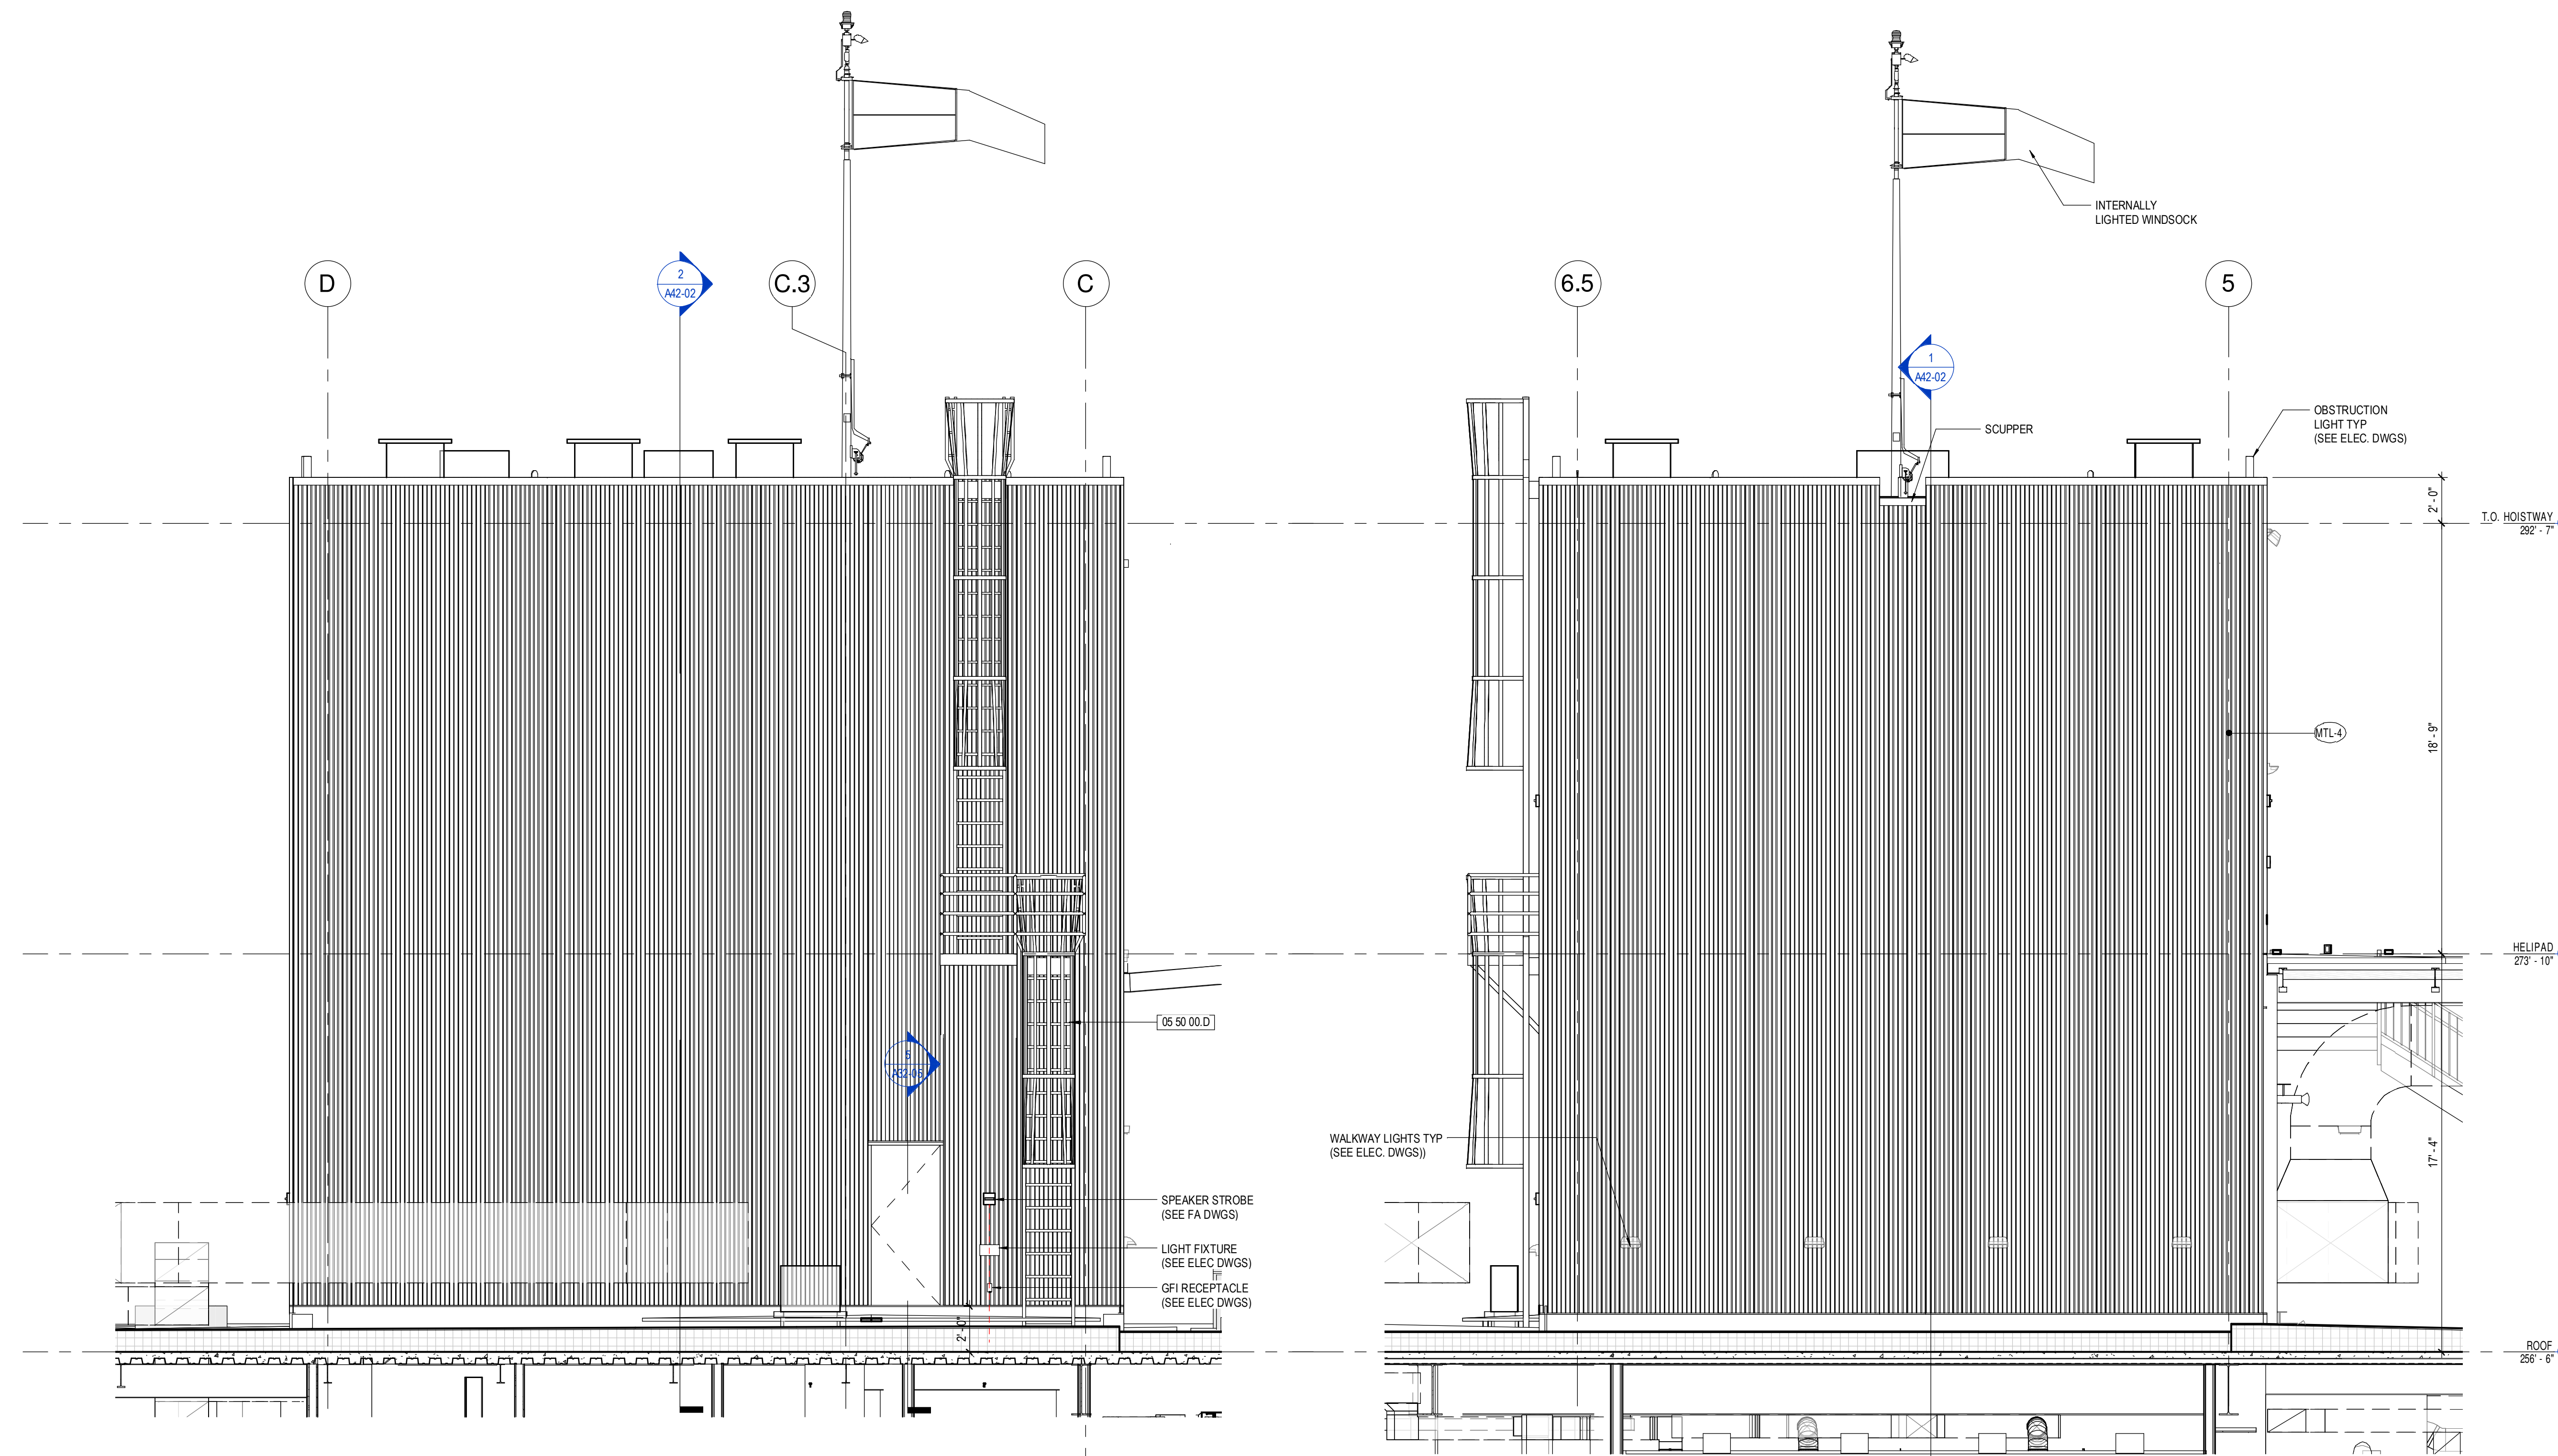 INTERNALLY
LIGHTED WINDSOCK
D
2
A42-02
C.3
C
6.5
5
1
A42-02
SCUPPER
OBSTRUCTION
LIGHT TYP
(SEE ELEC. DWGS)
2' - 0"
T.O. HOISTWAY
292' - 7"
MTL-4
18' - 9"
HELIPAD
273' - 10"
05 50 00.D
5
A32-05
WALKWAY LIGHTS TYP
(SEE ELEC. DWGS))
17' - 4"
SPEAKER STROBE
(SEE FA DWGS)
LIGHT FIXTURE
(SEE ELEC DWGS)
GFI RECEPTACLE
(SEE ELEC DWGS)
2' - 0"
ROOF
256' - 6"